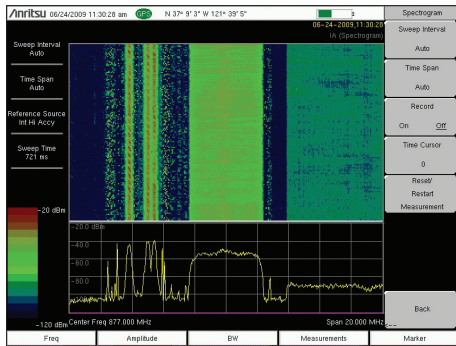 Anritsu 06/24/2009 11:30:28 am GPS N 37° 9' 3" W 121° 39' 5"
Spectrogram
06-24-2009,11:30:28
IA (Spectrogram)
Sweep Interval
Auto
Time Span
Auto
Reference Source
Int Hi Accy
Sweep Time
721 ms
-20 dBm
-120 dBm
-20.0 dBm
-40.0
-60.0
-80.0
Center Freq 877.000 MHz
Span 20.000 MHz
Sweep Interval
Auto
Time Span
Auto
Record
On Off
Time Cursor
0
Reset/
Restart
Measurement
Back
Freq
Amplitude
BW
Measurements
Marker